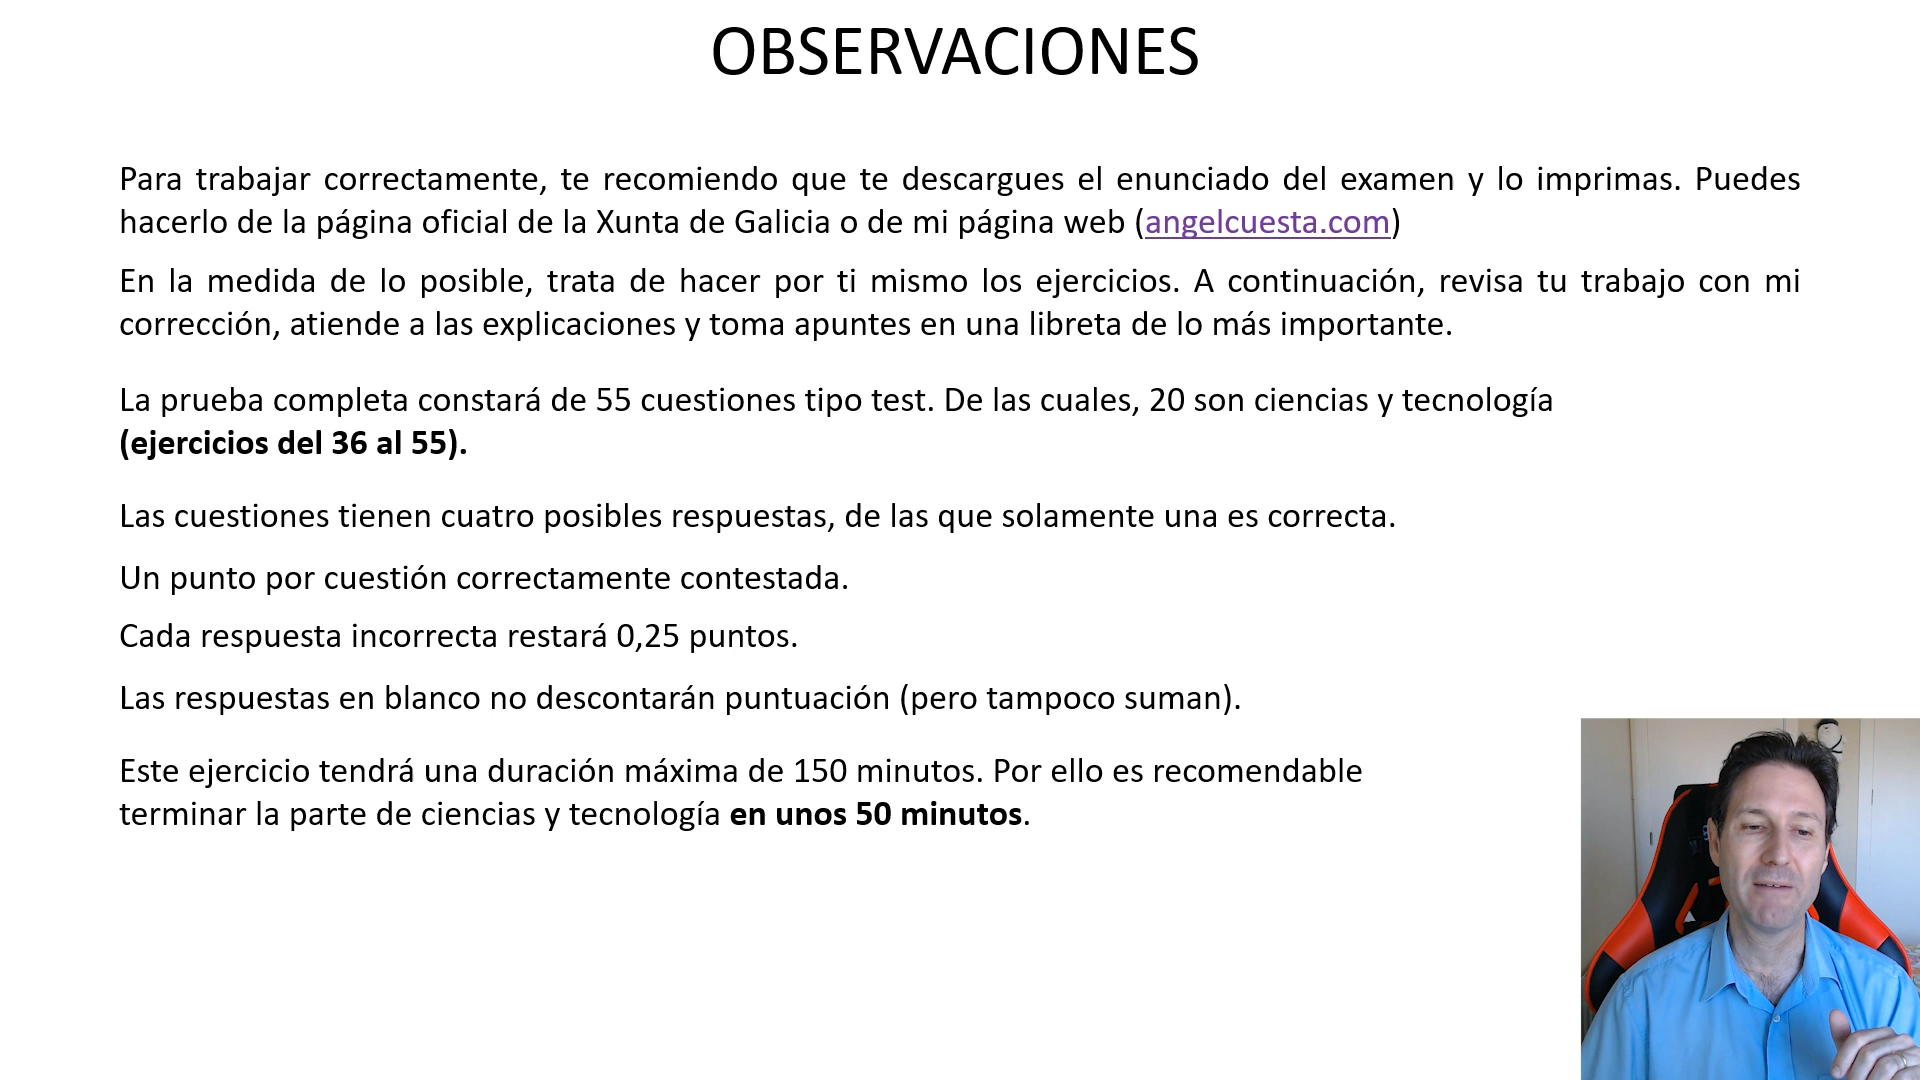 OBSERVACIONES
Para trabajar correctamente, te recomiendo que te descargues el enunciado del examen y lo imprimas. Puedes
hacerlo de la página oficial de la Xunta de Galicia o de mi página web (angelcuesta.com)
En la medida de lo posible, trata de hacer por ti mismo los ejercicios. A continuación, revisa tu trabajo con mi
corrección, atiende a las explicaciones y toma apuntes en una libreta de lo más importante.
La prueba completa constará de 55 cuestiones tipo test. De las cuales, 20 son ciencias y tecnología
(ejercicios del 36 al 55).
Las cuestiones tienen cuatro posibles respuestas, de las que solamente una es correcta.
Un punto por cuestión correctamente contestada.
Cada respuesta incorrecta restará 0,25 puntos.
Las respuestas en blanco no descontarán puntuación (pero tampoco suman).
Este ejercicio tendrá una duración máxima de 150 minutos. Por ello es recomendable
terminar la parte de ciencias y tecnología en unos 50 minutos.